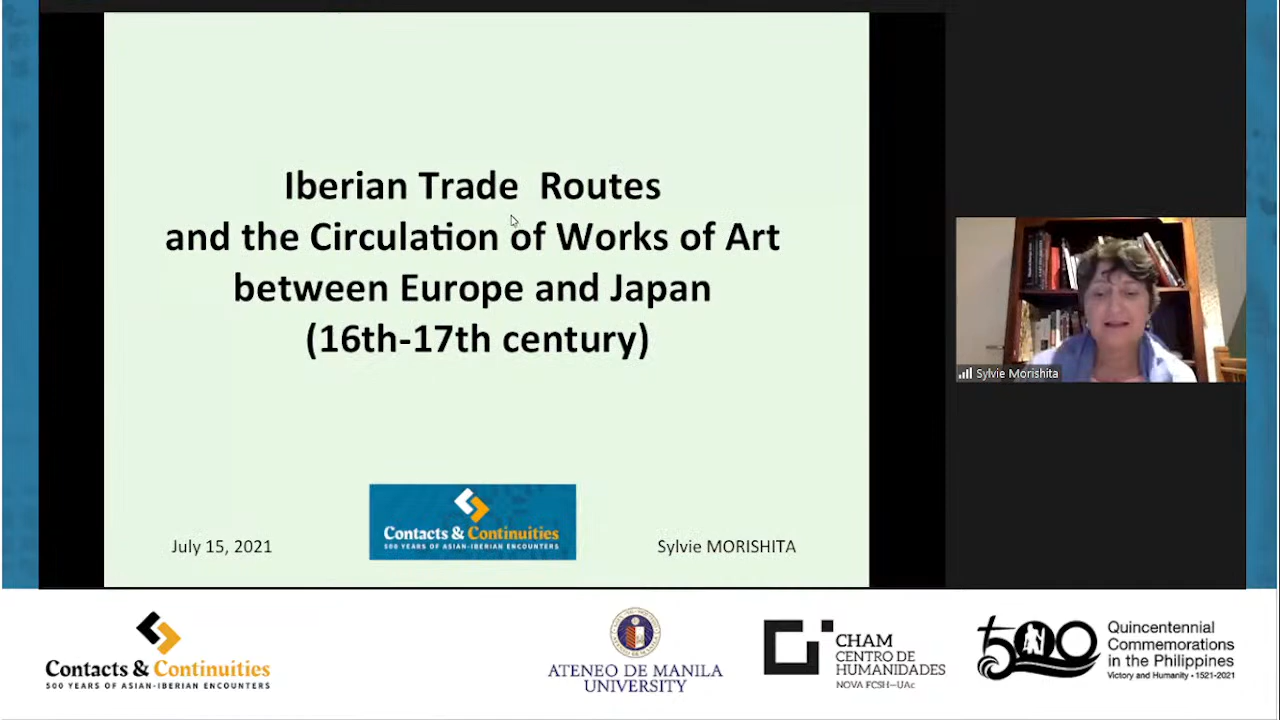 Iberian Trade Routes
and the Circulation of Works of Art
between Europe and Japan
(16th-17th century)
Contacts & Continuities
500 YEARS OF ASIAN-IBERIAN ENCOUNTERS
July 15, 2021
Sylvie MORISHITA
Sylvie Morishita
Contacts & Continuities
500 YEARS OF ASIAN-IBERIAN ENCOUNTERS
ATENEO DE MANILA
UNIVERSITY
CHAM
CENTRO DE
HUMANIDADES
NOVA FCSH—UAc
500
Quincentennial
Commemorations
in the Philippines
Victory and Humanity • 1521-2021